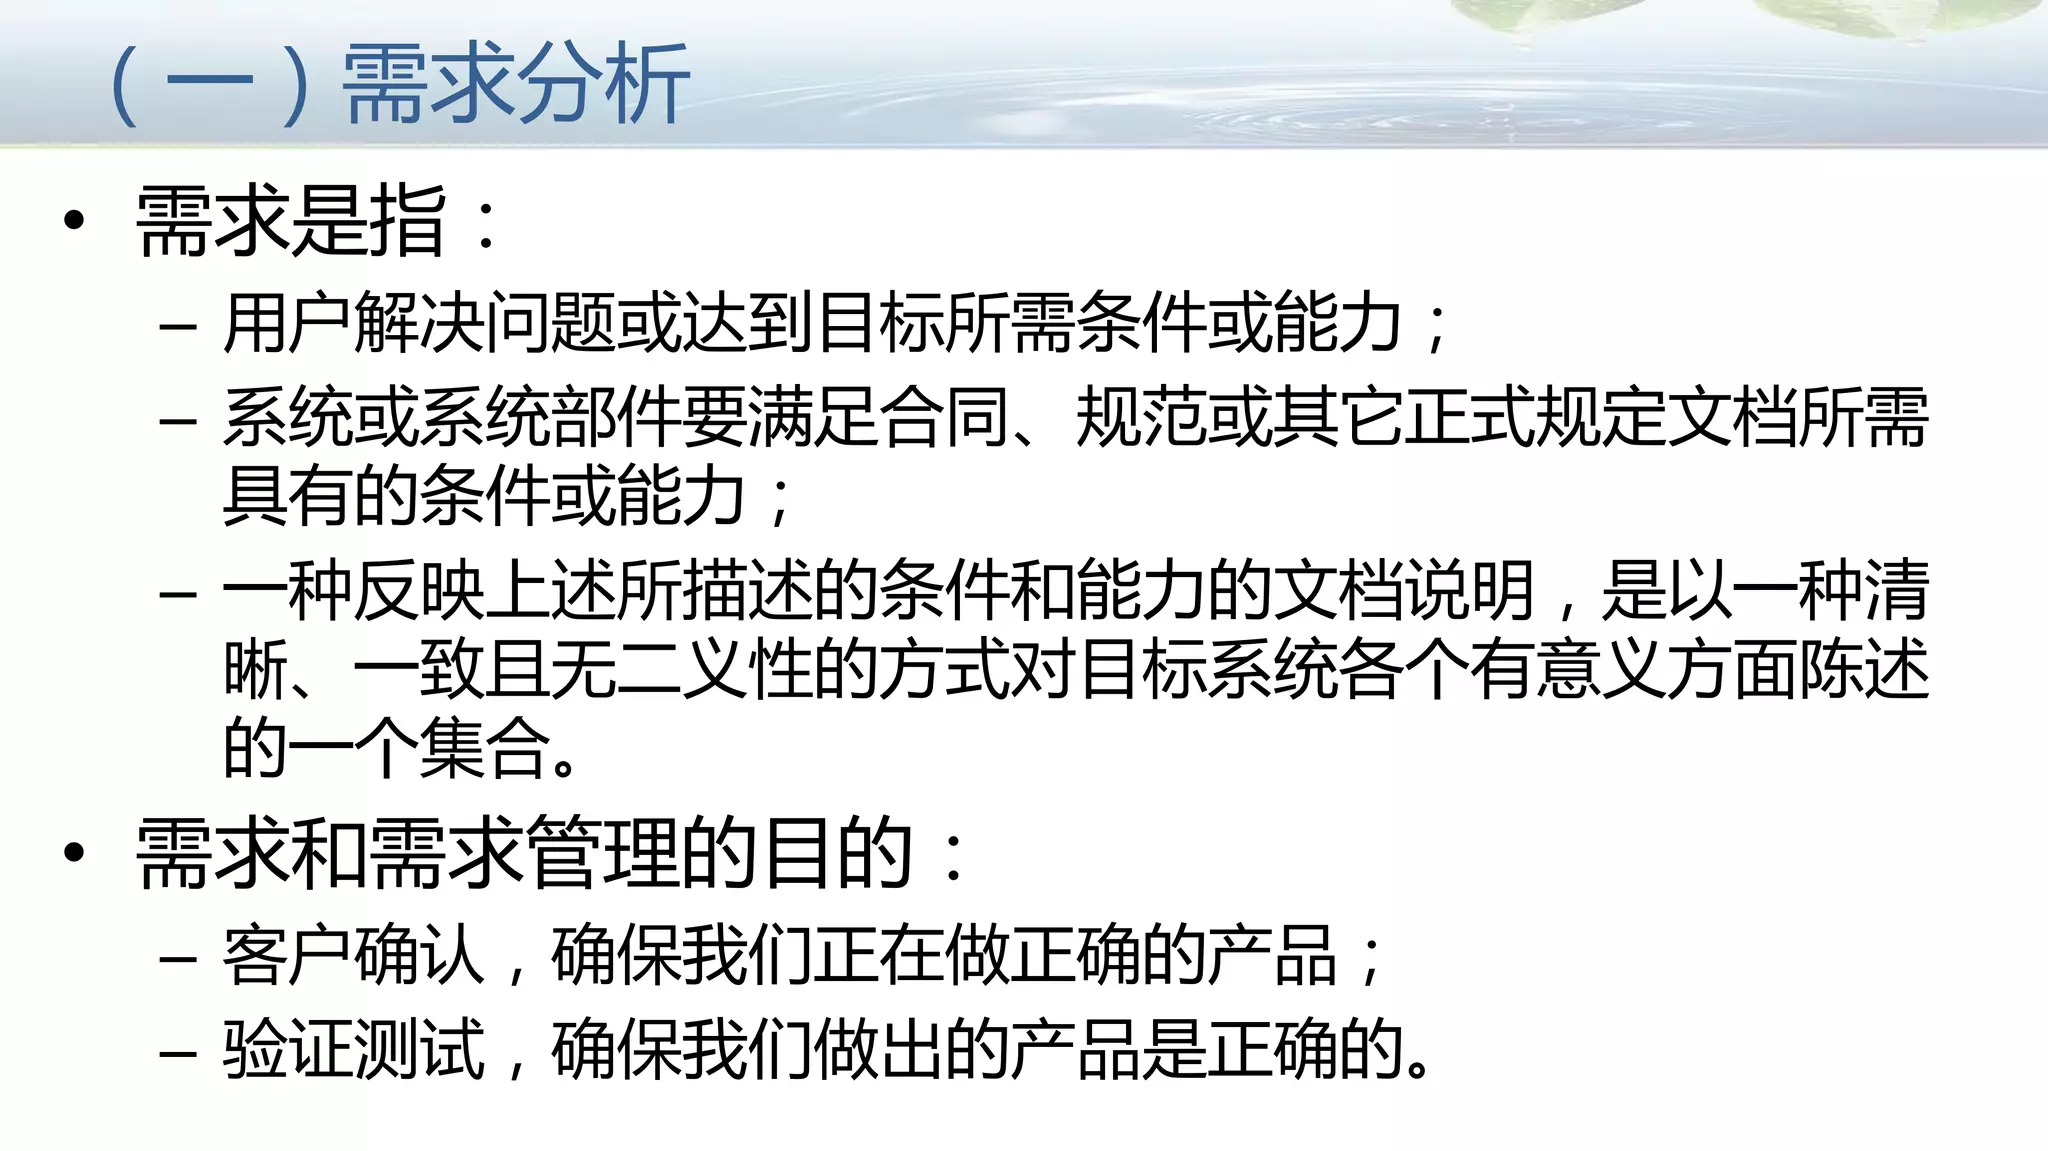 （一）需求分析
• 需求是指：
– 用户解决问题或达到目标所需条件或能力；
– 系统或系统部件要满足合同、规范或其它正式规定文档所需
具有的条件或能力；
– 一种反映上述所描述的条件和能力的文档说明，是以一种清
晰、一致且无二义性的方式对目标系统各个有意义方面陈述
的一个集合。
• 需求和需求管理的目的：
– 客户确认，确保我们正在做正确的产品；
– 验证测试，确保我们做出的产品是正确的。